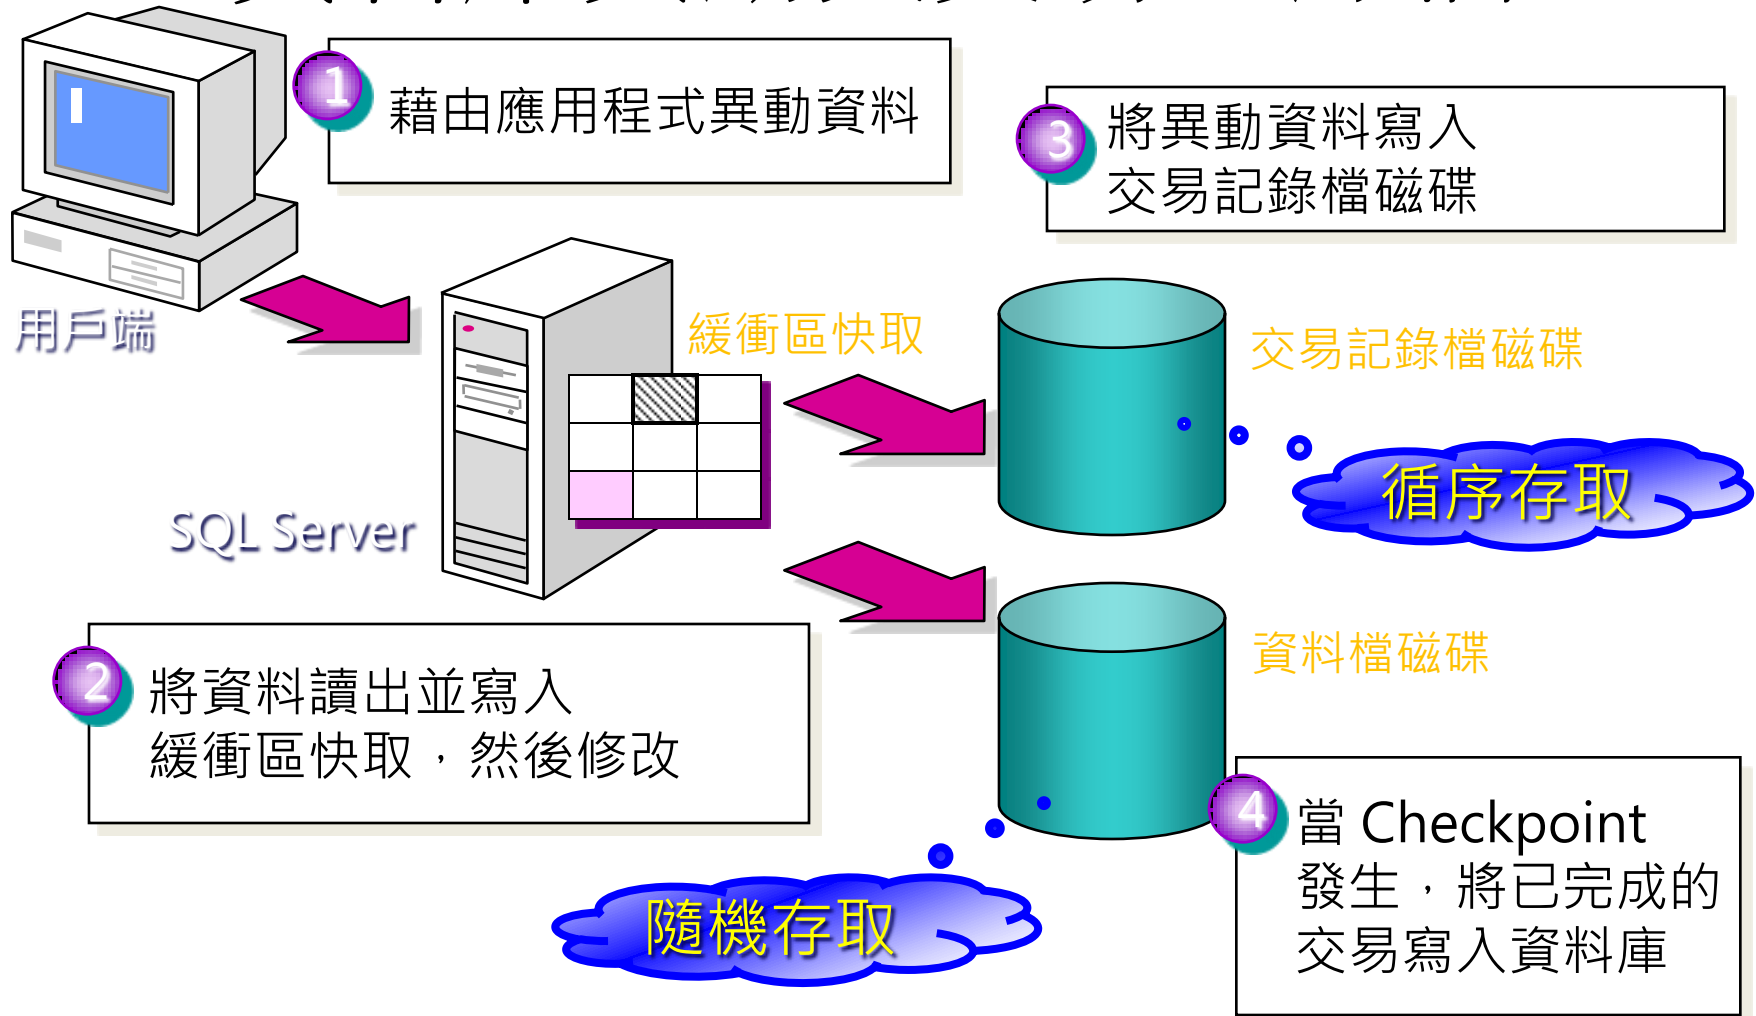 1
藉由應用程式異動資料
3
將異動資料寫入
交易記錄檔磁碟
用戶端
緩衝區快取
交易記錄檔磁碟
循序存取
SQL Server
資料檔磁碟
2
將資料讀出並寫入
緩衝區快取，然後修改
4
當 Checkpoint
發生，將已完成的
交易寫入資料庫
隨機存取